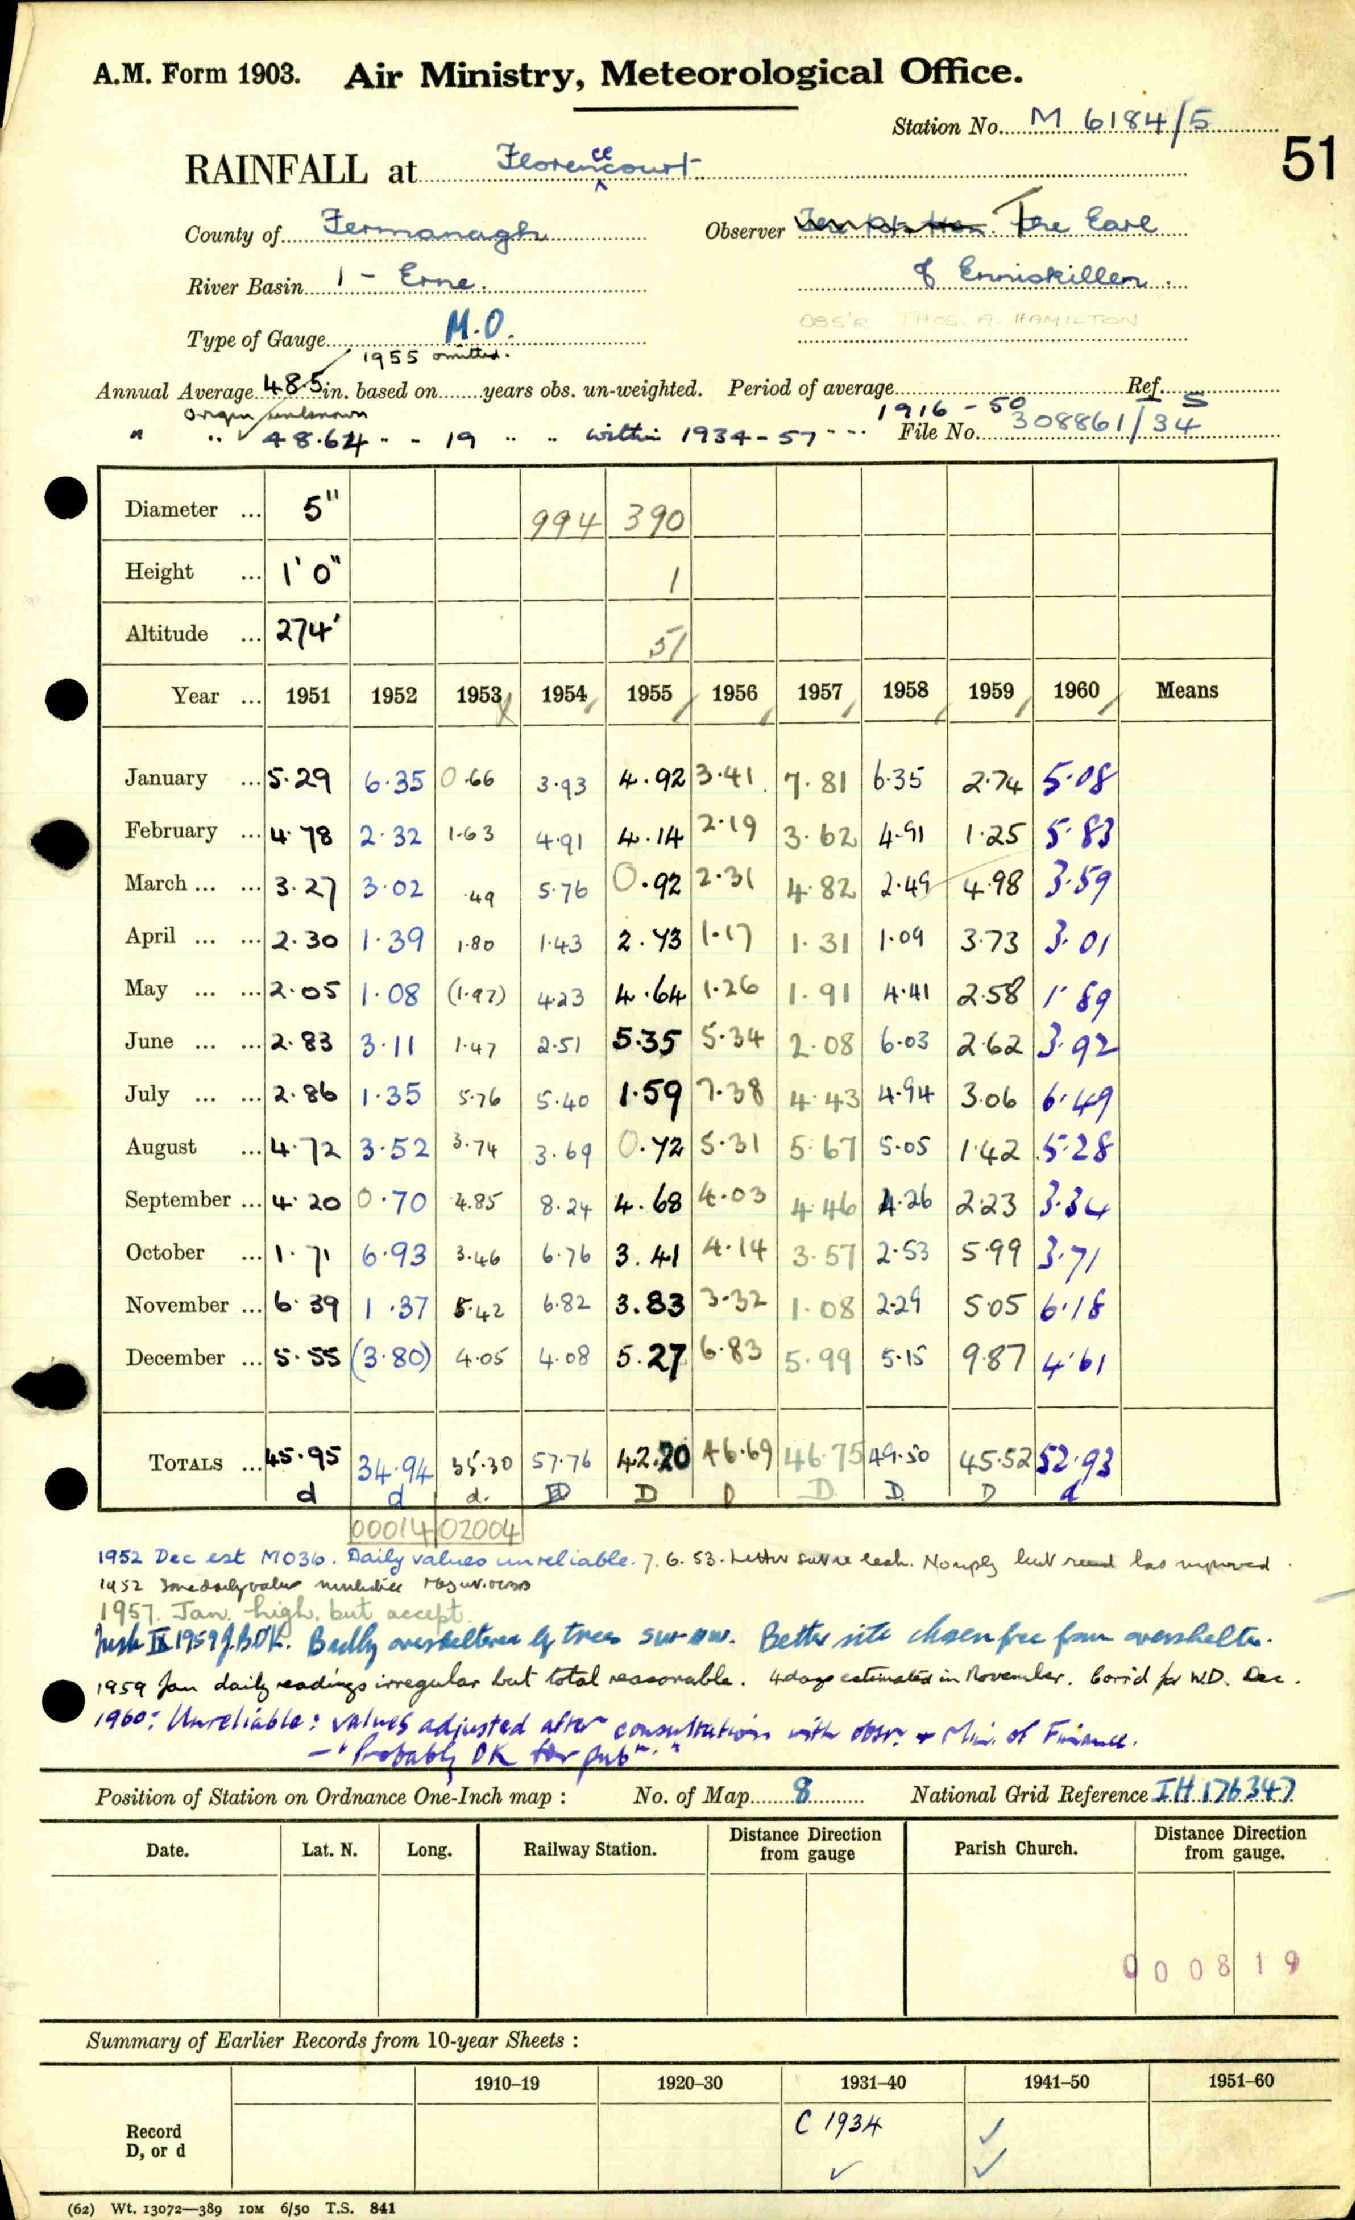 A.M. Form 1903. Air Ministry, Meteorological Office.
Station No. M 6184/5
51
RAINFALL at Florencecourt
County of Fermanagh Observer The Earl
River Basin 1 - Erne. of Enniskillen.
OBS'R THOS. A. HAMILTON
Type of Gauge M.O.
1955 omitted.
Annual Average 48.5 in. based on years obs. un-weighted. Period of average Ref.
Origin unknown 1916 - 50 S
" " 48.64 - - 19 " " within 1934-57 " - - File No. 308861/34
Diameter ... 5" 994 390
Height ... 1' 0" 1
Altitude ... 274' 51
Year ... 1951 1952 1953 1954 1955 1956 1957 1958 1959 1960 Means
January ... 5.29 6.35 0.66 3.93 4.92 3.41 7.81 6.35 2.74 5.08
February ... 4.78 2.32 1.63 4.91 4.14 2.19 3.62 4.91 1.25 5.83
March ... ... 3.27 3.02 .49 5.76 0.92 2.31 4.82 2.49 4.98 3.59
April ... ... 2.30 1.39 1.80 1.43 2.73 1.17 1.31 1.09 3.73 3.01
May ... ... 2.05 1.08 (1.97) 4.23 4.64 1.26 1.91 4.41 2.58 1.89
June ... ... 2.83 3.11 1.47 2.51 5.35 5.34 2.08 6.03 2.62 3.92
July ... ... 2.86 1.35 5.76 5.40 1.59 7.38 4.43 4.94 3.06 6.49
August ... 4.72 3.52 3.74 3.69 0.72 5.31 5.67 5.05 1.42 5.28
September ... 4.20 0.70 4.85 8.24 4.68 4.03 4.46 4.26 2.23 3.34
October ... 1.71 6.93 3.46 6.76 3.41 4.14 3.57 2.53 5.99 3.71
November ... 6.39 1.37 5.42 6.82 3.83 3.32 1.08 2.29 5.05 6.18
December ... 5.55 (3.80) 4.05 4.08 5.27 6.83 5.99 5.15 9.87 4.61
TOTALS ... 45.95 34.94 35.30 57.76 42.20 46.69 46.75 49.50 45.52 52.93
d d d. D D D D D D d
00014 02004
1952 Dec est MO3b. Daily values unreliable. 7.6.53. Letter sent re leak. No reply but record has improved.
1952 Some daily values
1957. Jan. high, but accept.
Insp. IX 1959 J.B.D.K. Badly oversheltered by trees SW-NW. Better site chosen free from overshelter.
1959 Jan daily readings irregular but total reasonable. 4 days estimated in November. Corr'd for W.D. Dec.
1960: Unreliable: values adjusted after consultation with obsr. & Min. of Finance.
- "Probably OK for pubn."
Position of Station on Ordnance One-Inch map : No. of Map 8 National Grid Reference IH 176347
Date. Lat. N. Long. Railway Station. Distance from gauge Direction Parish Church. Distance from gauge. Direction
000819
Summary of Earlier Records from 10-year Sheets :
1910–19 1920–30 1931–40 1941–50 1951–60
Record D, or d C 1934 ✓ ✓ ✓
(62) Wt. 13072—389 10M 6/50 T.S. 841